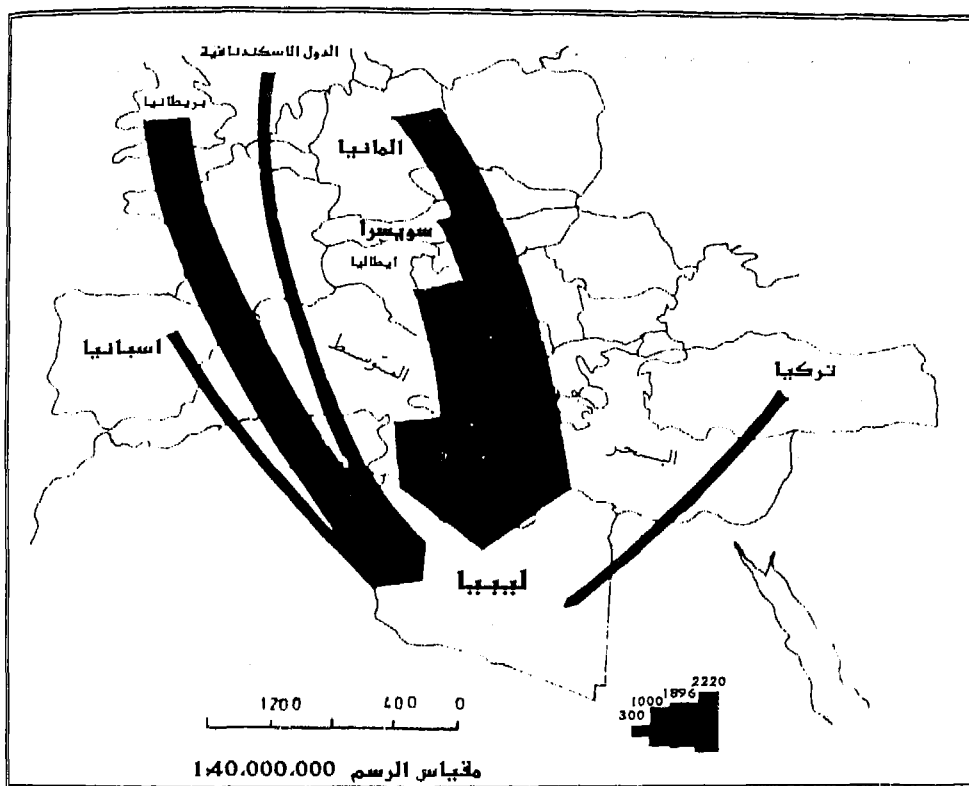 الدول الاسكندنافية
بريطانيا
المانيا
سويسرا
ايطاليا
اسبانيا
المتوسط
تركيا
البحر
ليبيا
2220
1896
1000
300
1200 400 0
مقياس الرسم 1:40.000.000